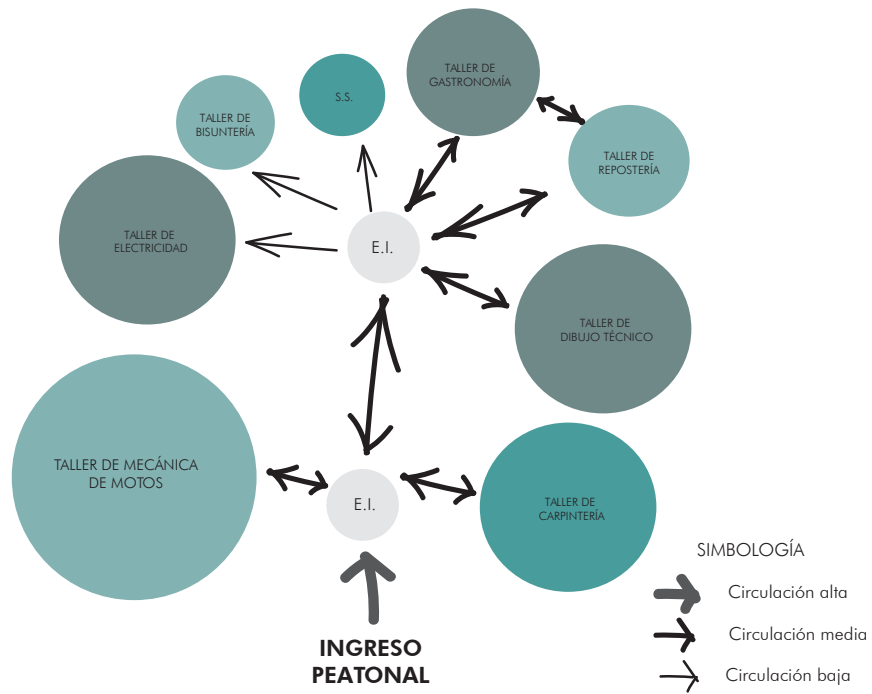 TALLER DE
GASTRONOMÍA
S.S.
TALLER DE
BISUNTERÍA
TALLER DE
REPOSTERÍA
TALLER DE
ELECTRICIDAD
E.I.
TALLER DE
DIBUJO TÉCNICO
TALLER DE MECÁNICA
DE MOTOS
E.I.
TALLER DE
CARPINTERÍA
INGRESO
PEATONAL
SIMBOLOGÍA
Circulación alta
Circulación media
Circulación baja